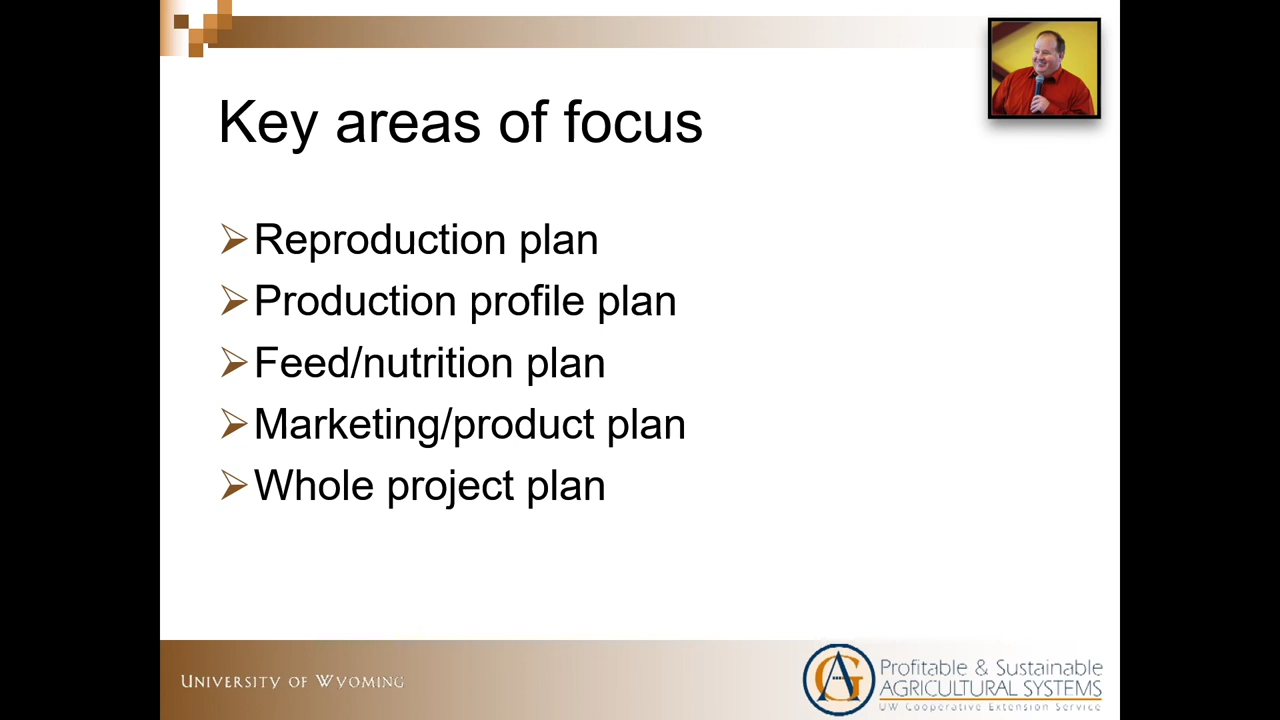 Key areas of focus
Reproduction plan
Production profile plan
Feed/nutrition plan
Marketing/product plan
Whole project plan
UNIVERSITY OF WYOMING
AG
Profitable & Sustainable
AGRICULTURAL SYSTEMS
UW Cooperative Extension Service